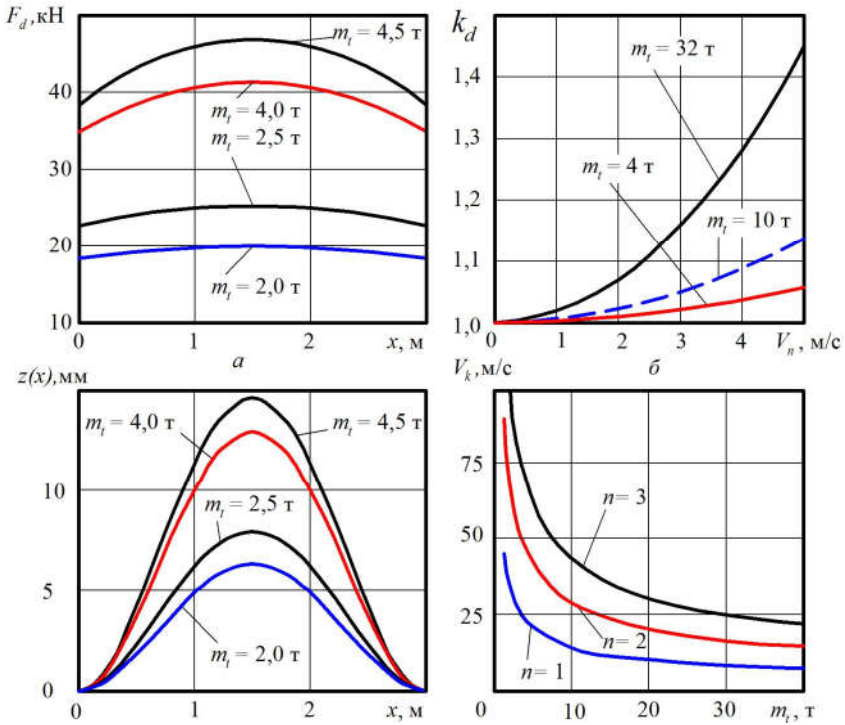 F_d, кН
40
30
20
10
m_t = 4,5 т
m_t = 4,0 т
m_t = 2,5 т
m_t = 2,0 т
0
1
2
x, м
а
k_d
1,4
1,3
1,2
1,1
1,0
m_t = 32 т
m_t = 4 т
m_t = 10 т
0
1
2
3
4
V_n, м/с
б
z(x), мм
10
5
0
m_t = 4,0 т
m_t = 4,5 т
m_t = 2,5 т
m_t = 2,0 т
1
2
x, м
V_k, м/с
75
50
25
0
n= 3
n= 2
n= 1
10
20
30
m_t, т